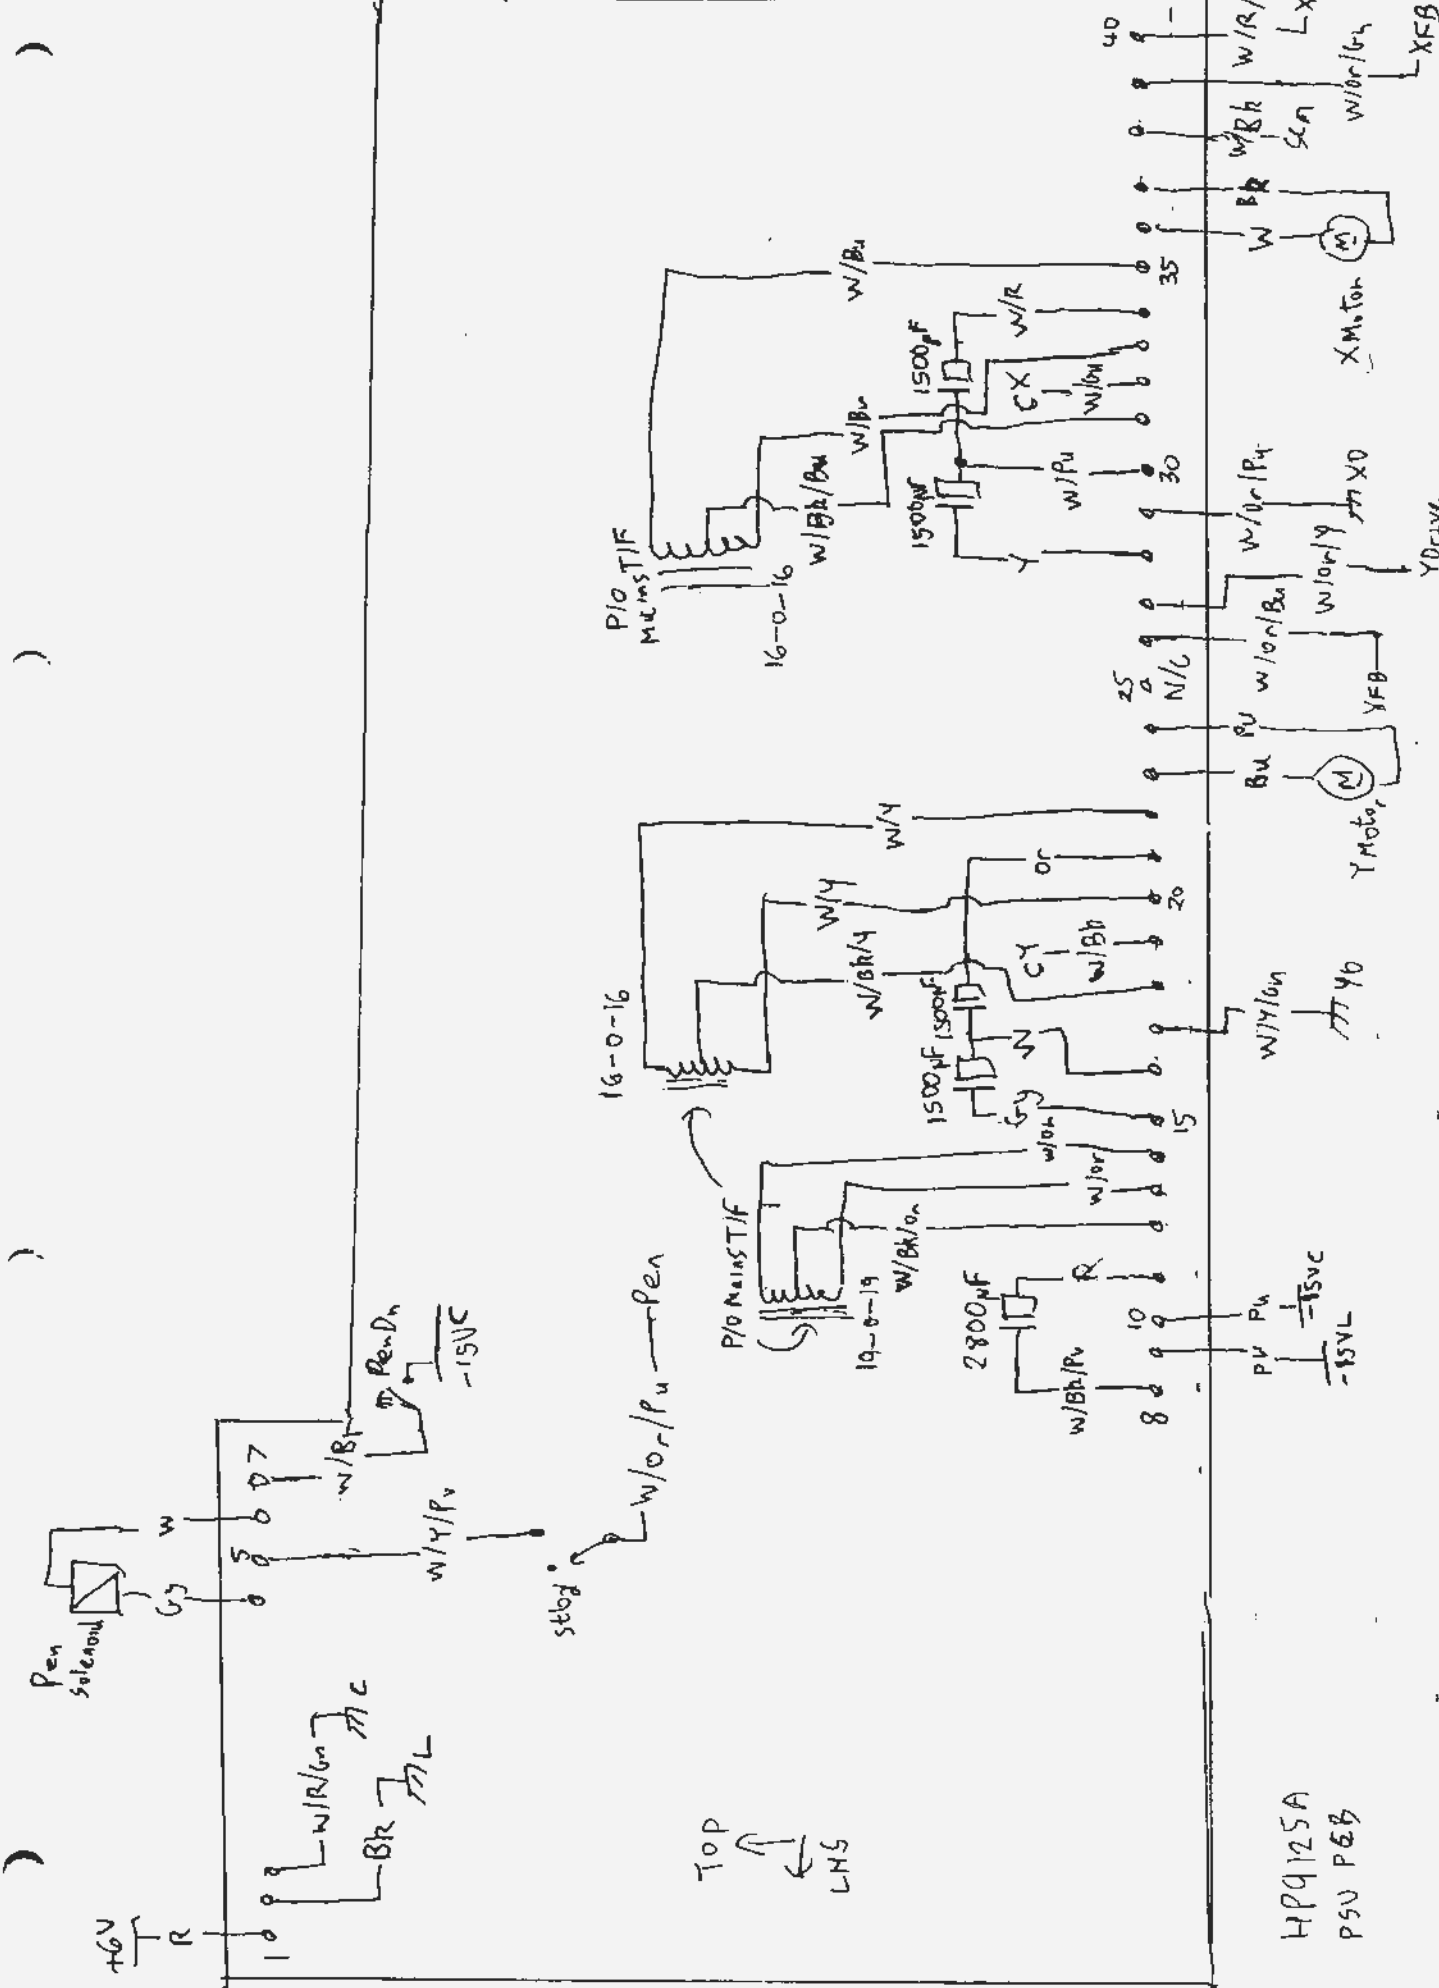 +6V
R
1
W/R/Gn
C
Bk
L
Pen
Solenoid
Gy
W
5
7
W/Br
Pen Dn
-15VC
W/Y/Pu
Stby
W/Or/Pu
Pen
TOP
LHS
HP9125A
PSU PCB
8
W/Bk/Pu
2800µF
R
10
Pu
-15VL
Pu
-15VC
P/O Mains T/F
19-0-19
W/Bk/Or
W/Or
W/Or
15
Gy
1500µF
1500µF
16-0-16
W/Bk/Y
W/Y
W/Y
CY
W/Bk
20
Or
W/Y/Gn
YD
Bu
Pu
M
Y Motor
25
N/C
W/Or/Bu
YFB
W/Or/Y
P/O
Mains T/F
16-0-16
W/Bk/Bu
W/Bu
W/Bu
Y
1500µF
1500µF
W/Pu
30
CX
W/Gn
W/R
35
W/Or/Pu
XD
W
Bk
M
X Motor
W/Bk
W/Or/Gn
XFB
40
W/R/